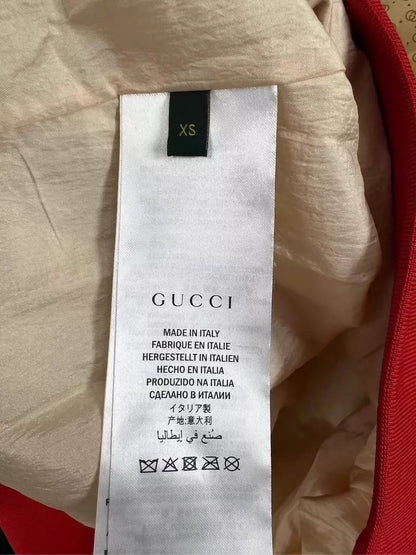 XS
GUCCI
MADE IN ITALY
FABRIQUE EN ITALIE
HERGESTELLT IN ITALIEN
HECHO EN ITALIA
PRODUZIDO NA ITALIA
СДЕЛАНО В ИТАЛИИ
イタリア製
产地:意大利
صُنع في إيطاليا